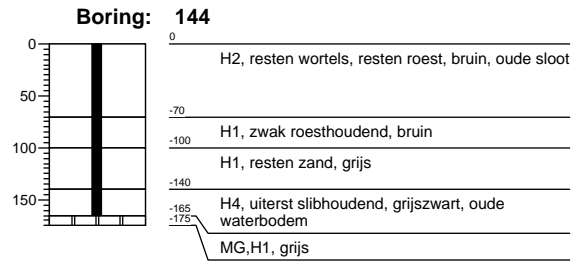 Boring: 144
0
0
H2, resten wortels, resten roest, bruin, oude sloot
50
-70
H1, zwak roesthoudend, bruin
100
-100
H1, resten zand, grijs
-140
150
H4, uiterst slibhoudend, grijszwart, oude
waterbodem
-165
-175
MG,H1, grijs